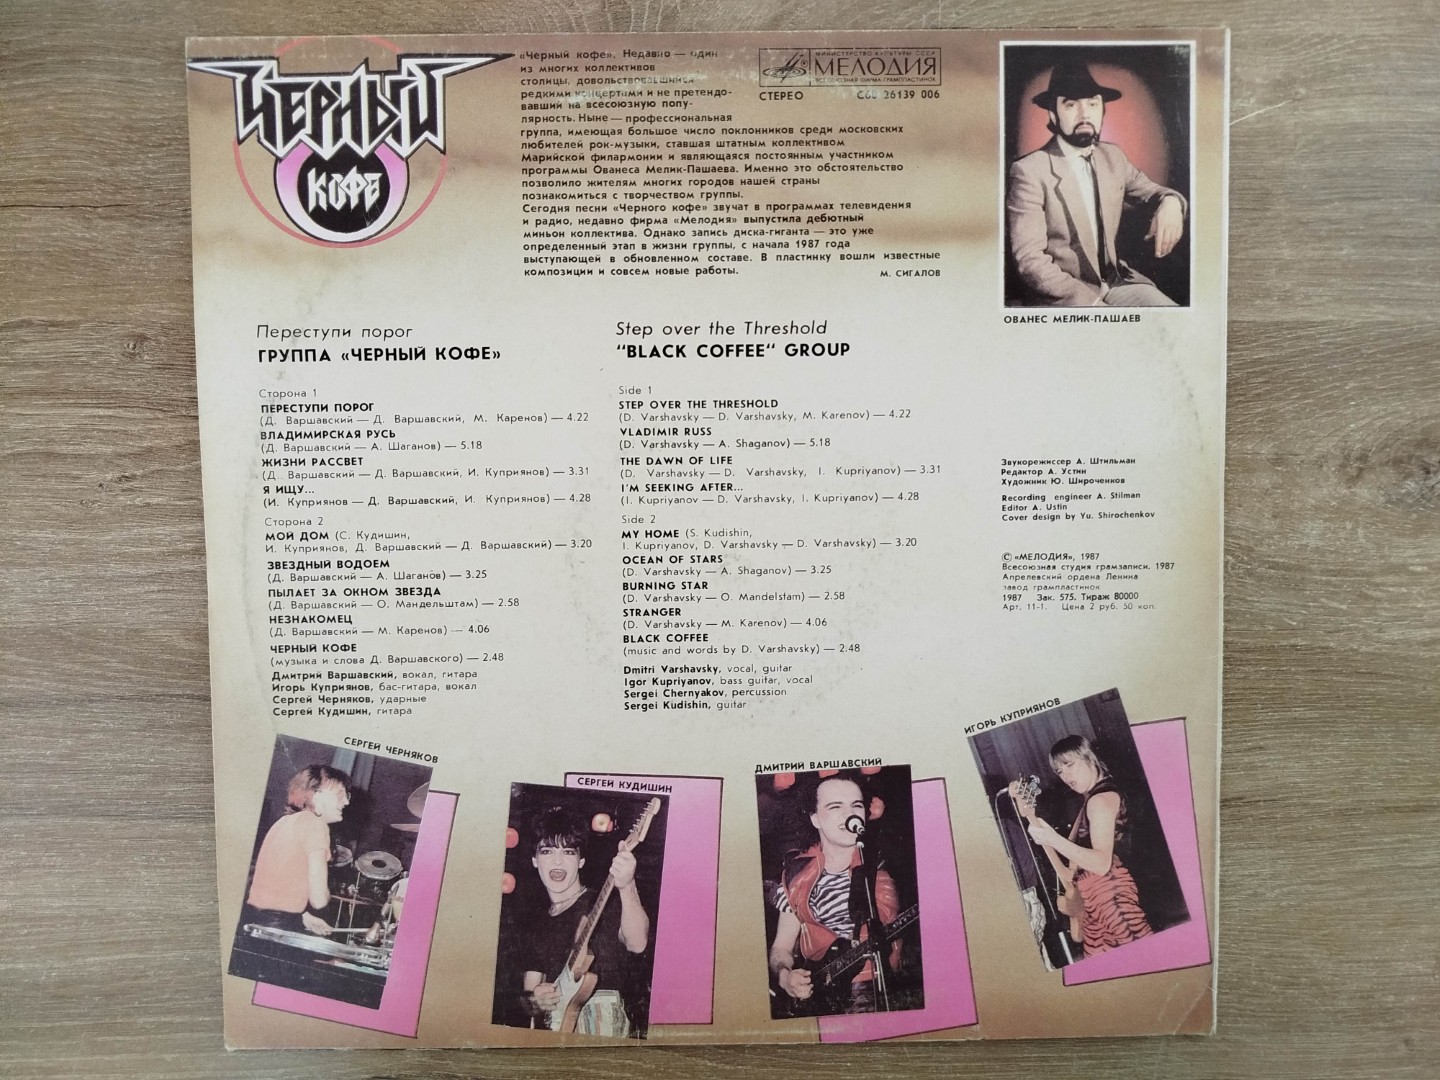 ЧЕРНЫЙ
КОФЕ
«Черный кофе». Недавно — один
из многих коллективов
столицы, довольствовавшийся
редкими концертами и не претендо-
вавший на всесоюзную попу-
лярность. Ныне — профессиональная
группа, имеющая большое число поклонников среди московских
любителей рок-музыки, ставшая штатным коллективом
Марийской филармонии и являющаяся постоянным участником
программы Ованеса Мелик-Пашаева. Именно это обстоятельство
позволило жителям многих городов нашей страны
познакомиться с творчеством группы.
Сегодня песни «Черного кофе» звучат в программах телевидения
и радио, недавно фирма «Мелодия» выпустила дебютный
миньон коллектива. Однако запись диска-гиганта — это уже
определенный этап в жизни группы, с начала 1987 года
выступающей в обновленном составе. В пластинку вошли известные
композиции и совсем новые работы.
М. СИГАЛОВ
МИНИСТЕРСТВО КУЛЬТУРЫ СССР
МЕЛОДИЯ
ВСЕСОЮЗНАЯ ФИРМА ГРАМПЛАСТИНОК
СТЕРЕО С60 26139 006
ОВАНЕС МЕЛИК-ПАШАЕВ
Переступи порог
ГРУППА «ЧЕРНЫЙ КОФЕ»
Сторона 1
ПЕРЕСТУПИ ПОРОГ
(Д. Варшавский — Д. Варшавский, М. Каренов) — 4.22
ВЛАДИМИРСКАЯ РУСЬ
(Д. Варшавский — А. Шаганов) — 5.18
ЖИЗНИ РАССВЕТ
(Д. Варшавский — Д. Варшавский, И. Куприянов) — 3.31
Я ИЩУ...
(И. Куприянов — Д. Варшавский, И. Куприянов) — 4.28
Сторона 2
МОЙ ДОМ (С. Кудишин,
И. Куприянов, Д. Варшавский — Д. Варшавский) — 3.20
ЗВЕЗДНЫЙ ВОДОЕМ
(Д. Варшавский — А. Шаганов) — 3.25
ПЫЛАЕТ ЗА ОКНОМ ЗВЕЗДА
(Д. Варшавский — О. Мандельштам) — 2.58
НЕЗНАКОМЕЦ
(Д. Варшавский — М. Каренов) — 4.06
ЧЕРНЫЙ КОФЕ
(музыка и слова Д. Варшавского) — 2.48
Дмитрий Варшавский, вокал, гитара
Игорь Куприянов, бас-гитара, вокал
Сергей Черняков, ударные
Сергей Кудишин, гитара
Step over the Threshold
“BLACK COFFEE“ GROUP
Side 1
STEP OVER THE THRESHOLD
(D. Varshavsky — D. Varshavsky, M. Karenov) — 4.22
VLADIMIR RUSS
(D. Varshavsky — A. Shaganov) — 5.18
THE DAWN OF LIFE
(D. Varshavsky — D. Varshavsky, I. Kupriyanov) — 3.31
I'M SEEKING AFTER...
(I. Kupriyanov — D. Varshavsky, I. Kupriyanov) — 4.28
Side 2
MY HOME (S. Kudishin,
I. Kupriyanov, D. Varshavsky — D. Varshavsky) — 3.20
OCEAN OF STARS
(D. Varshavsky — A. Shaganov) — 3.25
BURNING STAR
(D. Varshavsky — O. Mandelstam) — 2.58
STRANGER
(D. Varshavsky — M. Karenov) — 4.06
BLACK COFFEE
(music and words by D. Varshavsky) — 2.48
Dmitri Varshavsky, vocal, guitar
Igor Kupriyanov, bass guitar, vocal
Sergei Chernyakov, percussion
Sergei Kudishin, guitar
Звукорежиссер А. Штильман
Редактор А. Устин
Художник Ю. Широченков
Recording engineer A. Stilman
Editor A. Ustin
Cover design by Yu. Shirochenkov
© «МЕЛОДИЯ», 1987
Всесоюзная студия грамзаписи, 1987
Апрелевский ордена Ленина
завод грампластинок
1987 Зак. 575. Тираж 80000
Арт. 11-1. Цена 2 руб. 50 коп.
СЕРГЕЙ ЧЕРНЯКОВ
СЕРГЕЙ КУДИШИН
ДМИТРИЙ ВАРШАВСКИЙ
ИГОРЬ КУПРИЯНОВ